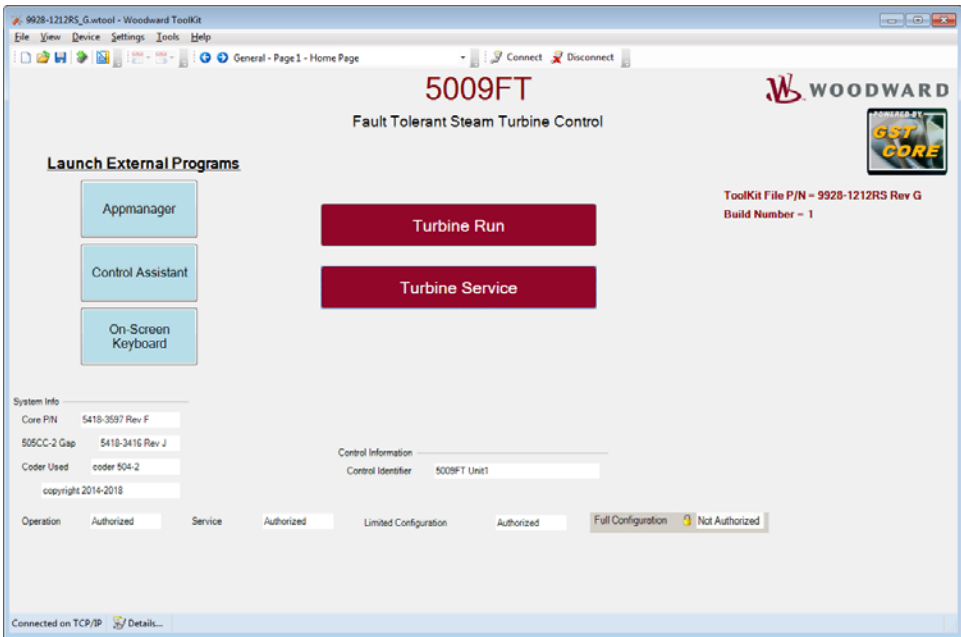 9928-1212RS_G.wtool - Woodward ToolKit
File View Device Settings Tools Help
General - Page 1 - Home Page Connect Disconnect
5009FT
WOODWARD
Fault Tolerant Steam Turbine Control
POWERED BY
GST
CORE
Launch External Programs
ToolKit File P/N = 9928-1212RS Rev G
Build Number = 1
Appmanager
Turbine Run
Control Assistant
Turbine Service
On-Screen
Keyboard
System Info
Core P/N 5418-3597 Rev F
505CC-2 Gap 5418-3416 Rev J
Control Information
Coder Used coder 504-2
Control Identifier 5009FT Unit1
copyright 2014-2018
Operation Authorized Service Authorized Limited Configuration Authorized Full Configuration Not Authorized
Connected on TCP/IP Details...